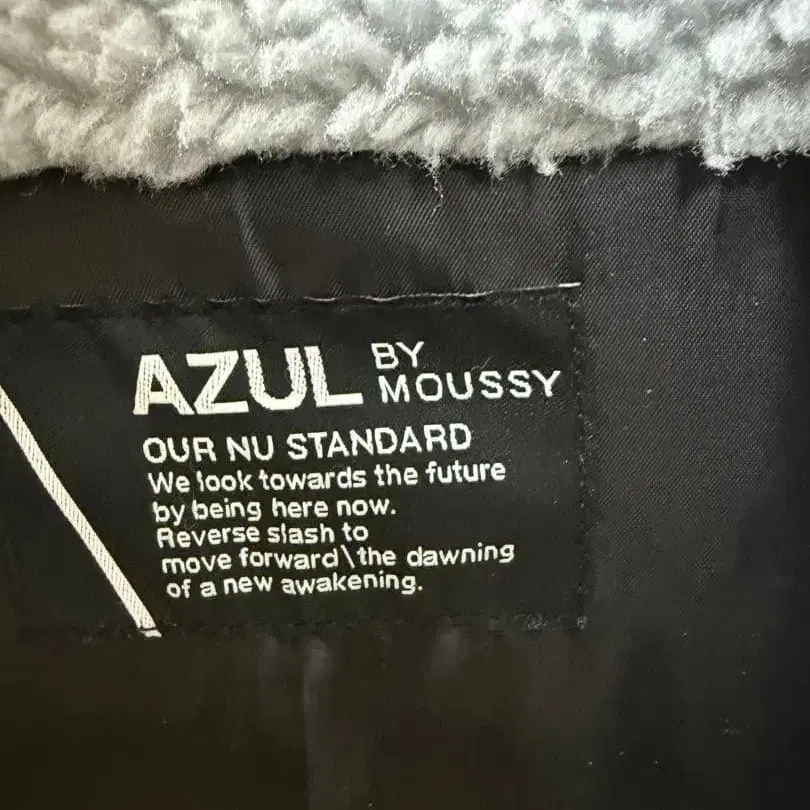 AZUL BY MOUSSY
OUR NU STANDARD
We look towards the future
by being here now.
Reverse slash to
move forward\the dawning
of a new awakening.